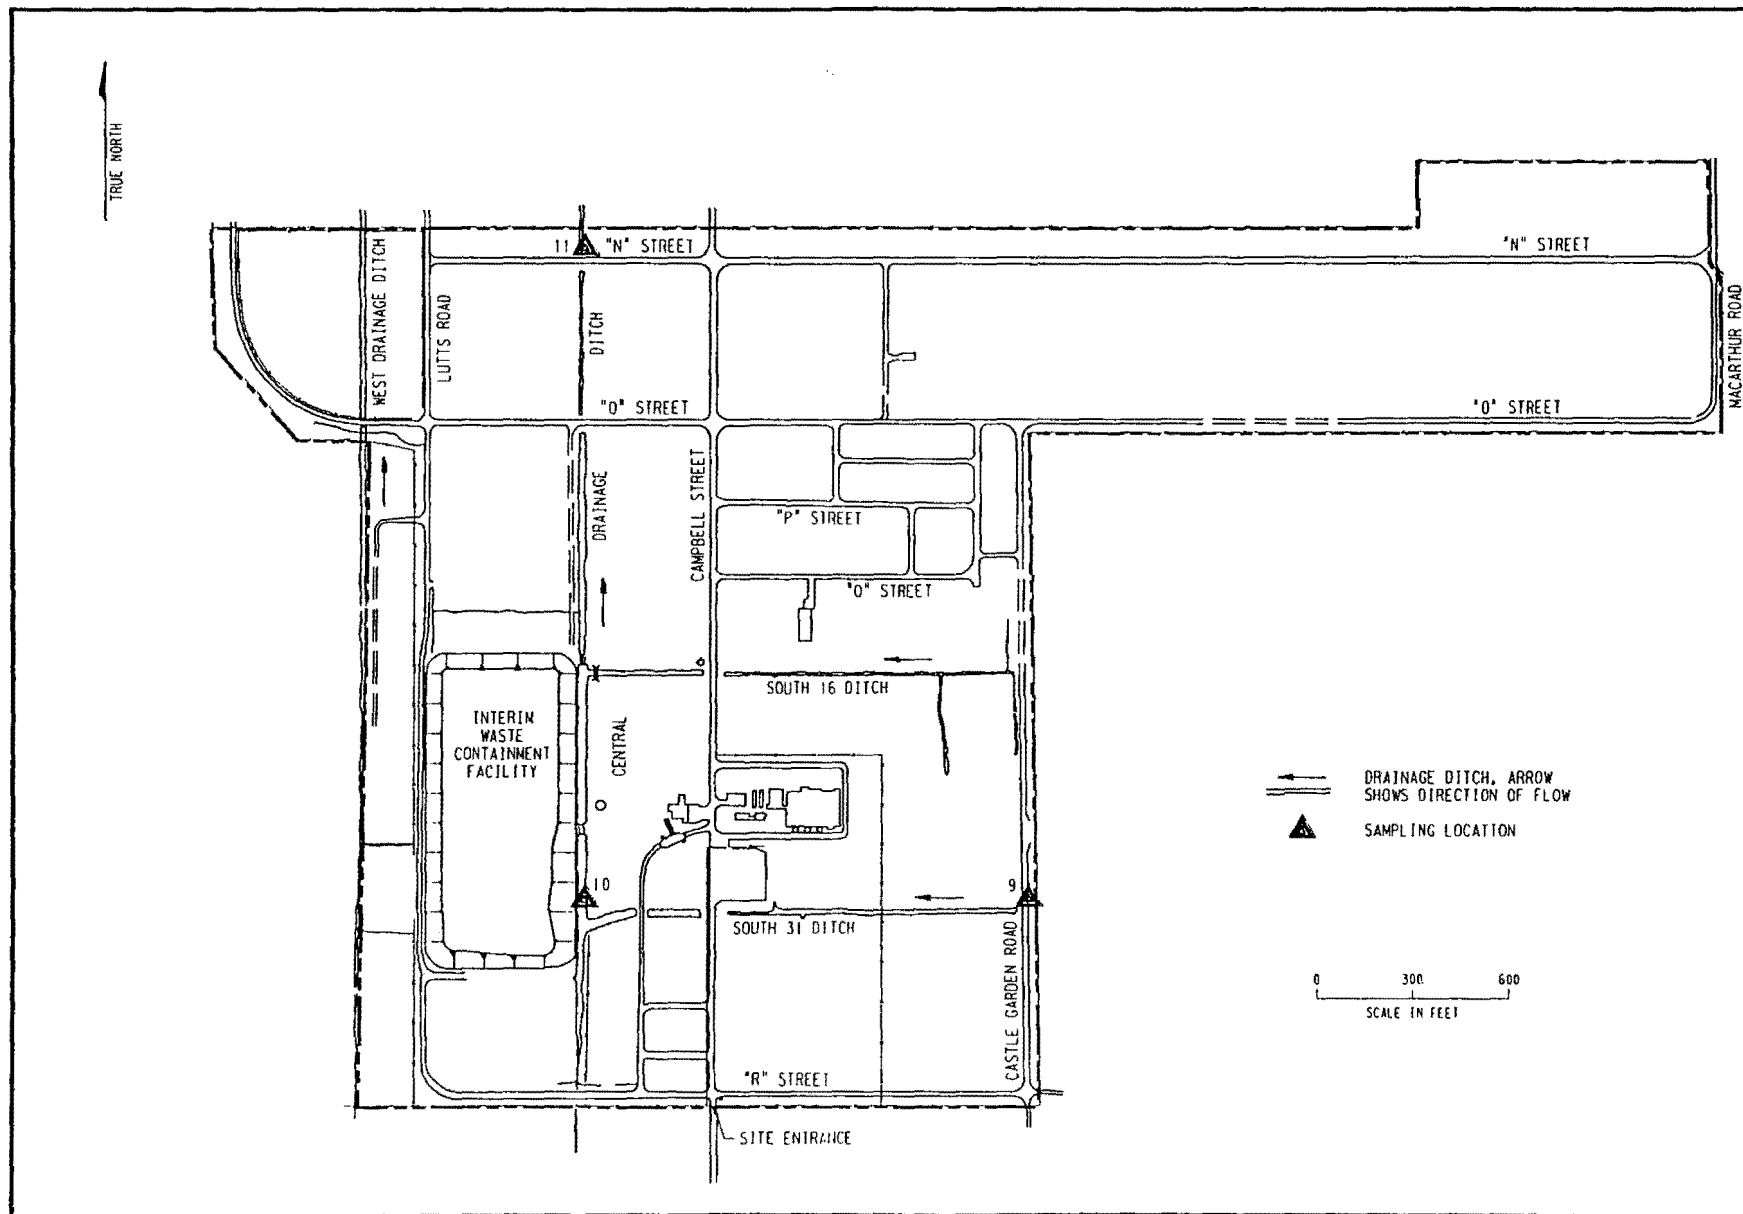 TRUE NORTH
11
"N" STREET
"N" STREET
WEST DRAINAGE DITCH
LUTTS ROAD
DITCH
MACARTHUR ROAD
"O" STREET
"O" STREET
DRAINAGE
CAMPBELL STREET
"P" STREET
"O" STREET
SOUTH 16 DITCH
INTERIM
WASTE
CONTAINMENT
FACILITY
CENTRAL
DRAINAGE DITCH, ARROW
SHOWS DIRECTION OF FLOW
SAMPLING LOCATION
10
9
SOUTH 31 DITCH
CASTLE GARDEN ROAD
0 300 600
SCALE IN FEET
"R" STREET
SITE ENTRANCE